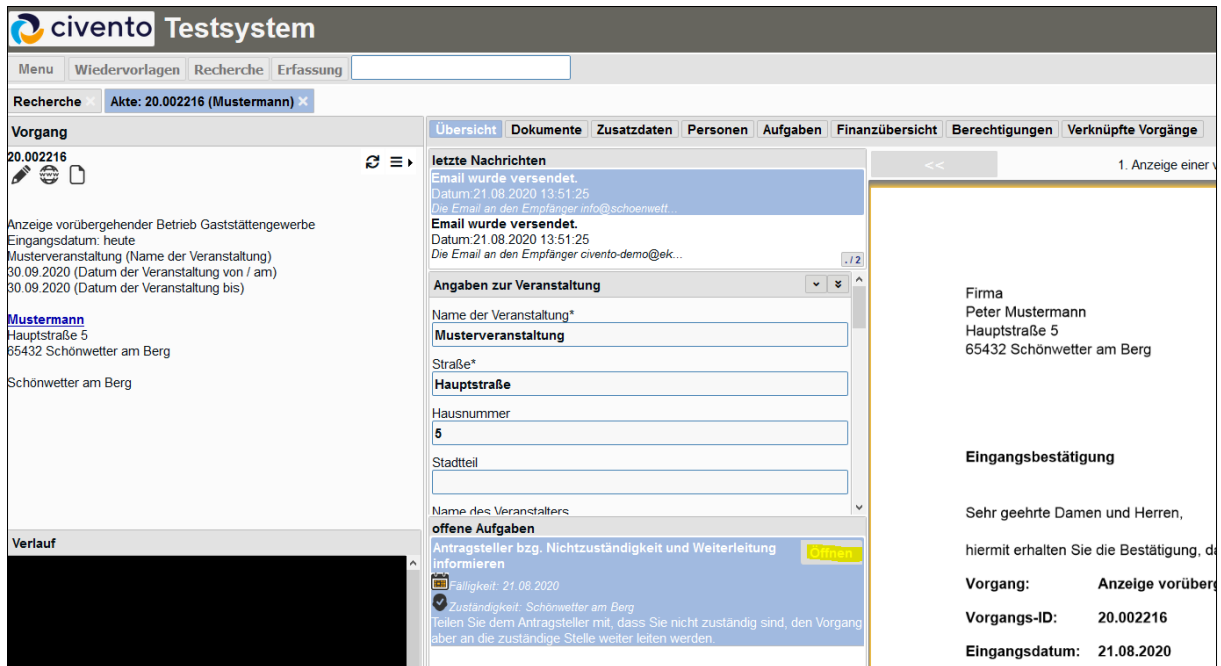 civento Testsystem
Menu Wiedervorlagen Recherche Erfassung
Recherche × Akte: 20.002216 (Mustermann) ×
Vorgang
20.002216
www
Anzeige vorübergehender Betrieb Gaststättengewerbe
Eingangsdatum: heute
Musterveranstaltung (Name der Veranstaltung)
30.09.2020 (Datum der Veranstaltung von / am)
30.09.2020 (Datum der Veranstaltung bis)
Mustermann
Hauptstraße 5
65432 Schönwetter am Berg
Schönwetter am Berg
Verlauf
Übersicht Dokumente Zusatzdaten Personen Aufgaben Finanzübersicht Berechtigungen Verknüpfte Vorgänge
letzte Nachrichten
Email wurde versendet.
Datum:21.08.2020 13:51:25
Die Email an den Empfänger info@schoenwett...
Email wurde versendet.
Datum:21.08.2020 13:51:25
Die Email an den Empfänger civento-demo@ek...
. / 2
Angaben zur Veranstaltung
Name der Veranstaltung*
Musterveranstaltung
Straße*
Hauptstraße
Hausnummer
5
Stadtteil
Name des Veranstalters
offene Aufgaben
Antragsteller bzg. Nichtzuständigkeit und Weiterleitung
informieren
Öffnen
Fälligkeit: 21.08.2020
Zuständigkeit: Schönwetter am Berg
Teilen Sie dem Antragsteller mit, dass Sie nicht zuständig sind, den Vorgang
aber an die zuständige Stelle weiter leiten werden.
<< 1. Anzeige einer v
Firma
Peter Mustermann
Hauptstraße 5
65432 Schönwetter am Berg
Eingangsbestätigung
Sehr geehrte Damen und Herren,
hiermit erhalten Sie die Bestätigung, da
Vorgang: Anzeige vorüberg
Vorgangs-ID: 20.002216
Eingangsdatum: 21.08.2020